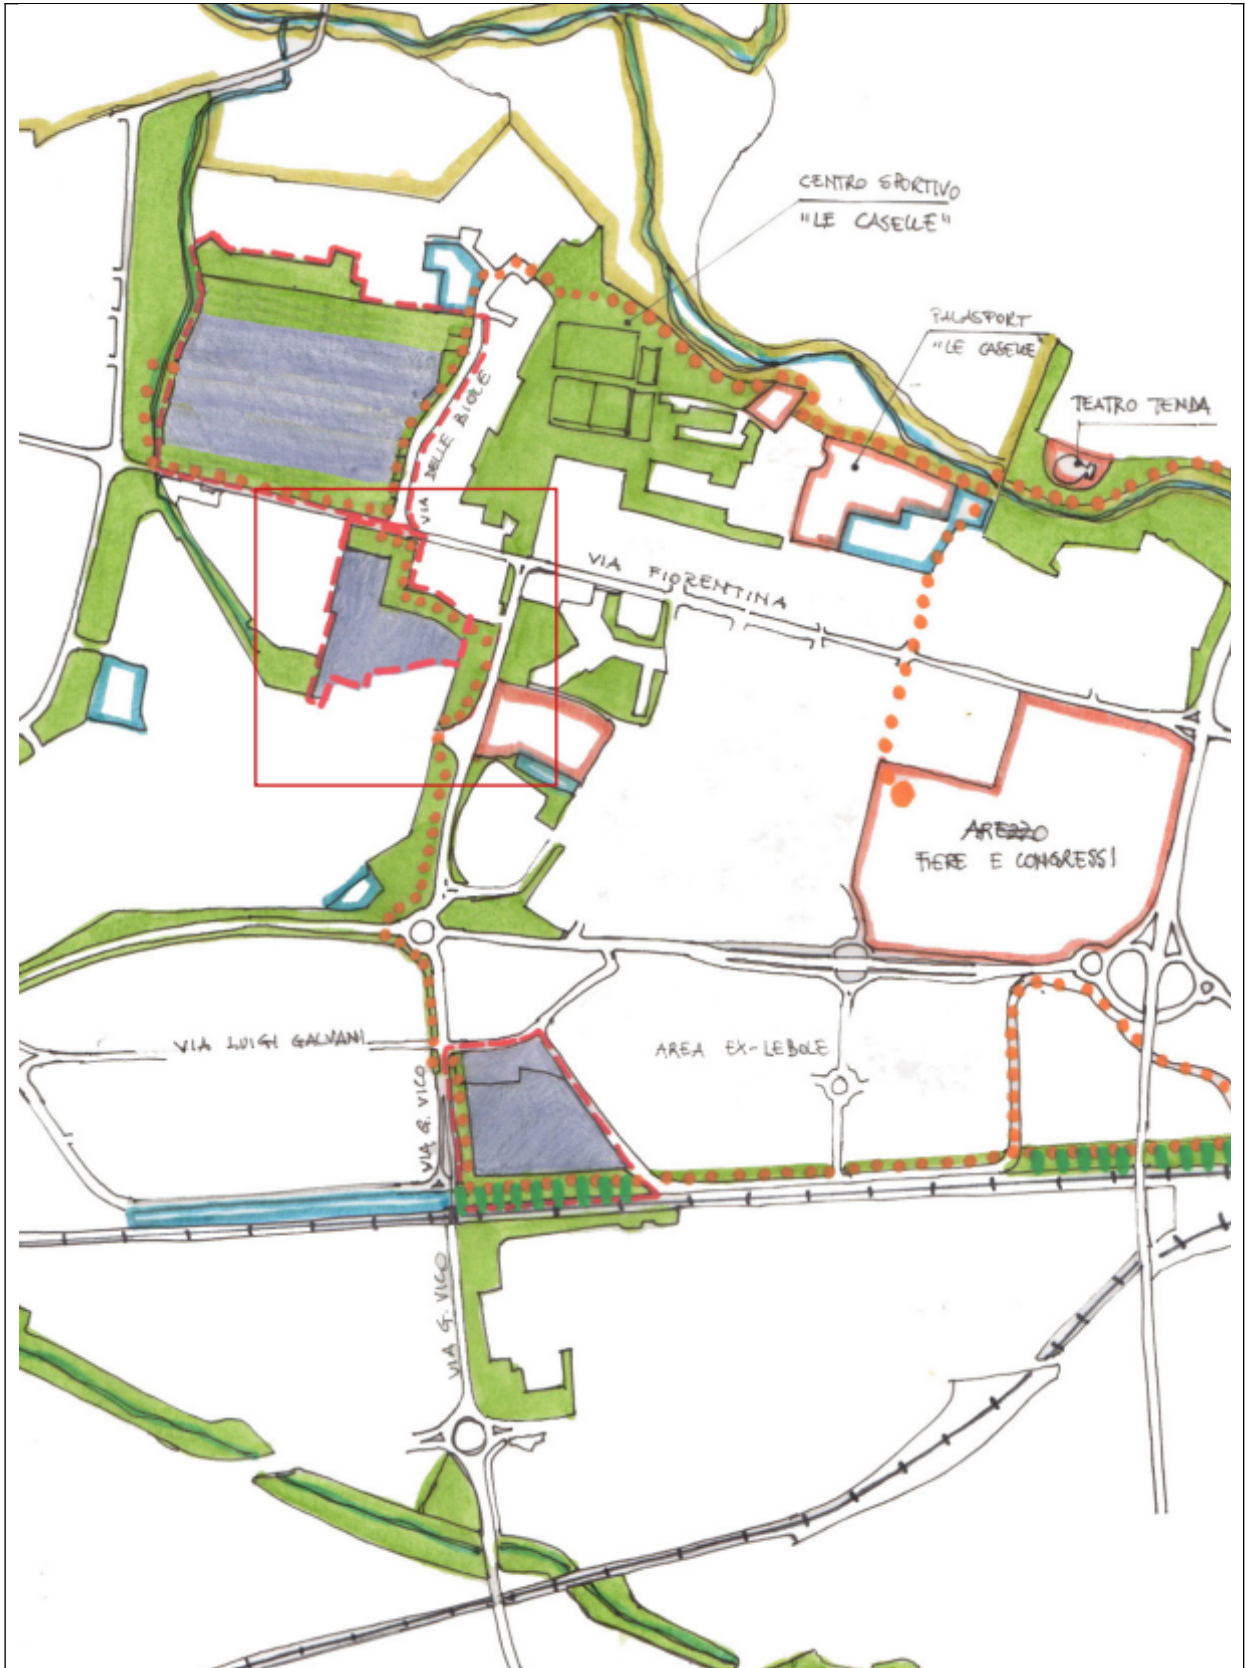 CENTRO SPORTIVO
"LE CASELLE"
PALASPORT
"LE CASELLE"
TEATRO TENDA
VIA DELLE BIOLE
VIA FIORENTINA
AREZZO
FIERE E CONGRESSI
VIA LUIGI GALVANI
AREA EX-LEBOLE
VIA G. VICO
VIA G. VICO